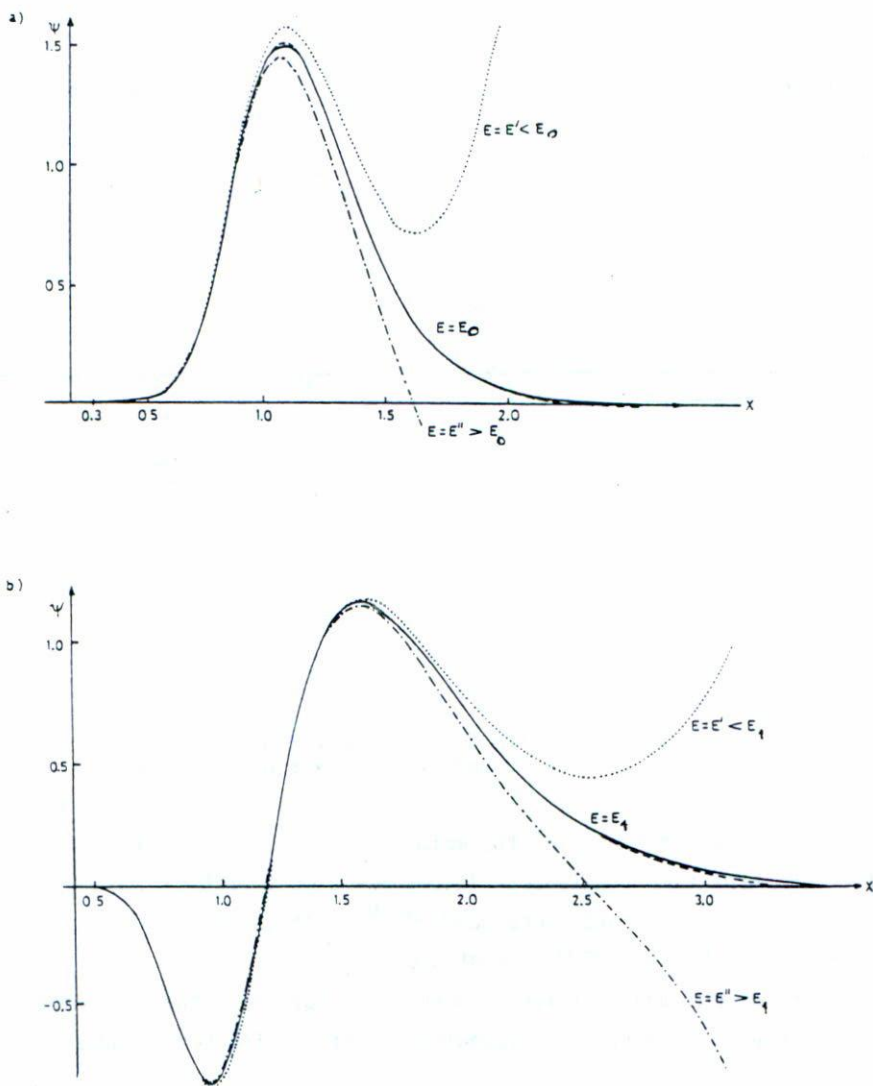 a)
ψ
1.5
E = E' < E₀
1.0
0 5
E = E₀
0.3 0 5 1.0 1.5 2.0 X
E = E'' > E₀
b)
ψ
1.0
E = E' < E₁
0.5
E = E₁
0 5 1.0 1.5 2.0 2.5 3.0 X
-0.5
E = E'' > E₁